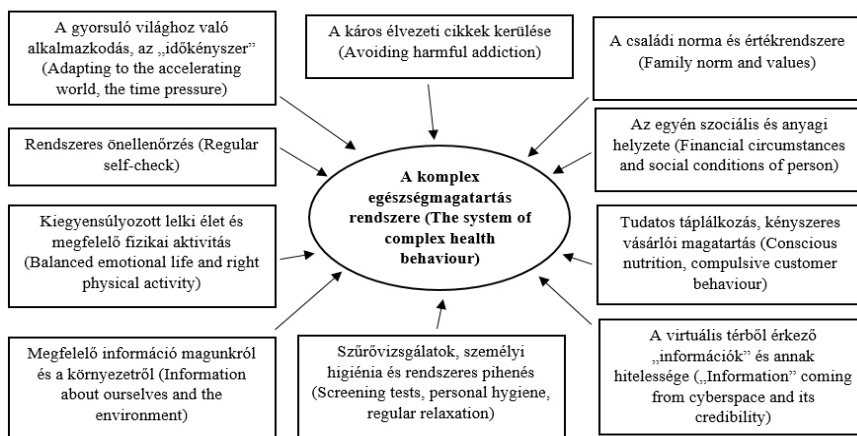 A gyorsuló világhoz való
alkalmazkodás, az „időkényszer”
(Adapting to the accelerating
world, the time pressure)
A káros élvezeti cikkek kerülése
(Avoiding harmful addiction)
A családi norma és értékrendszere
(Family norm and values)
Rendszeres önellenőrzés (Regular
self-check)
Az egyén szociális és anyagi
helyzete (Financial circumstances
and social conditions of person)
A komplex
egészségmagatartás
rendszere (The system of
complex health
behaviour)
Kiegyensúlyozott lelki élet és
megfelelő fizikai aktivitás
(Balanced emotional life and right
physical activity)
Tudatos táplálkozás, kényszeres
vásárlói magatartás (Conscious
nutrition, compulsive customer
behaviour)
Megfelelő információ magunkról
és a környezetről (Information
about ourselves and the
environment)
Szűrővizsgálatok, személyi
higiénia és rendszeres pihenés
(Screening tests, personal hygiene,
regular relaxation)
A virtuális térből érkező
„információk” és annak
hitelessége („Information” coming
from cyberspace and its
credibility)